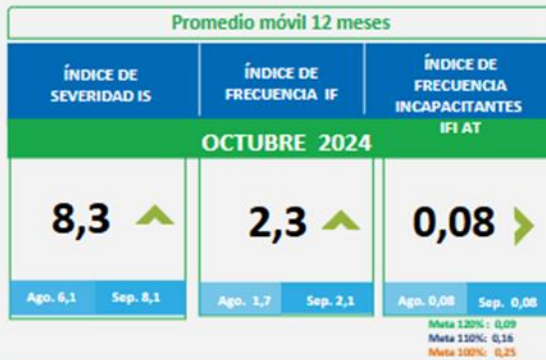 Promedio móvil 12 meses
ÍNDICE DE
SEVERIDAD IS
ÍNDICE DE
FRECUENCIA IF
ÍNDICE DE
FRECUENCIA
INCAPACITANTES
IFI AT
OCTUBRE 2024
8,3
2,3
0,08
Ago. 6,1 Sep. 8,1
Ago. 1,7 Sep. 2,1
Ago. 0,08 Sep. 0,08
Meta 120%: 0,09
Meta 110%: 0,16
Meta 100%: 0,25